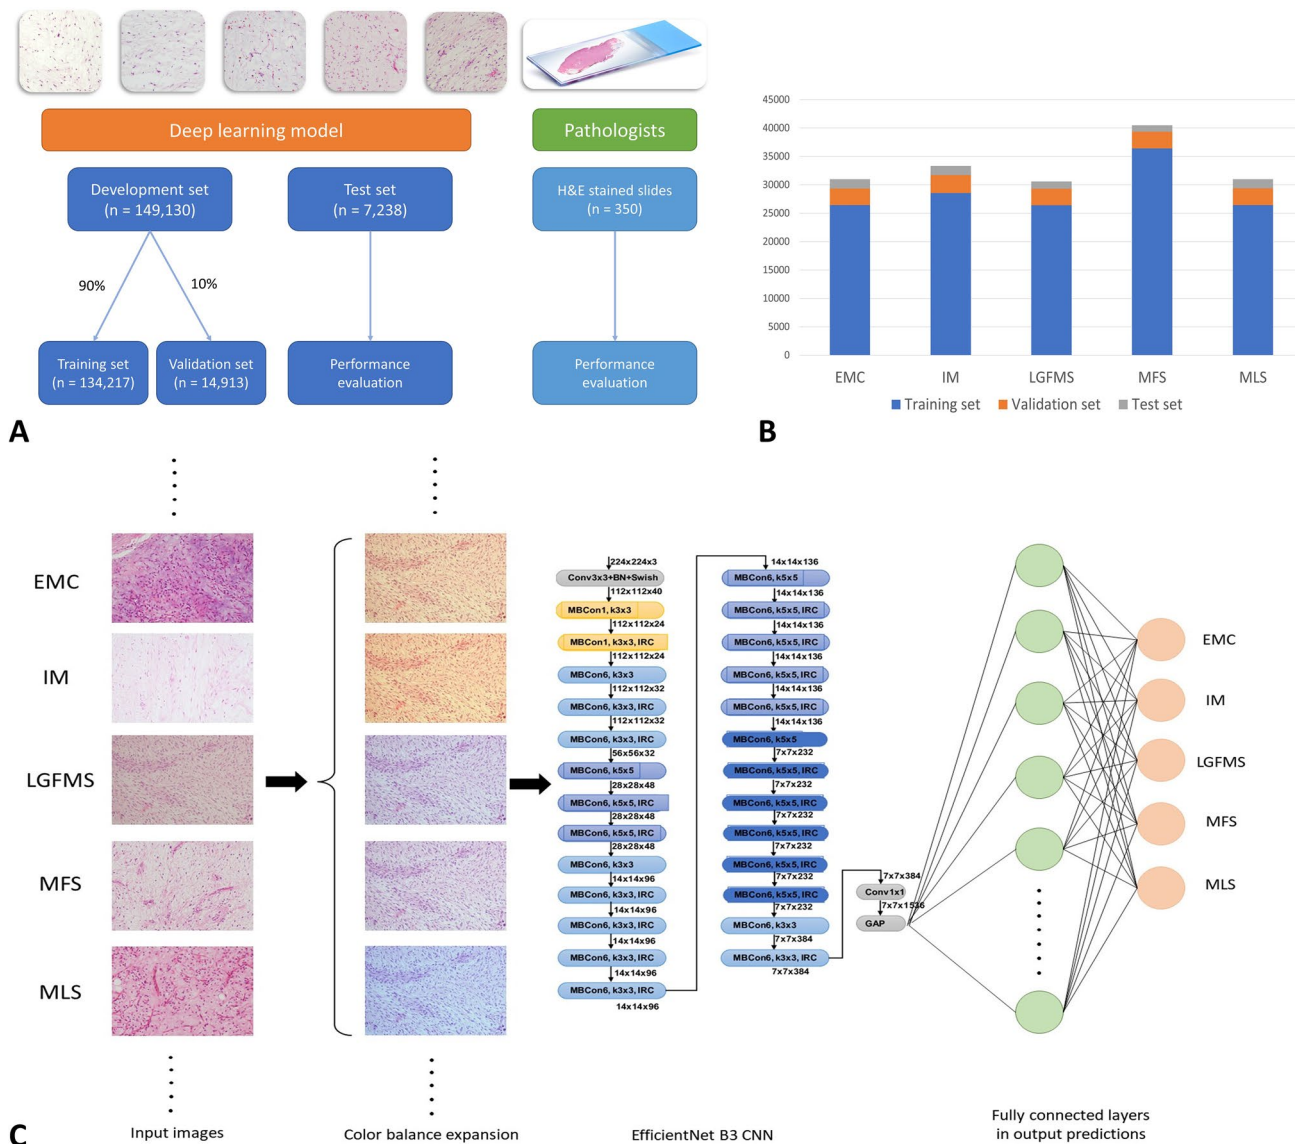 Deep learning model
Pathologists
Development set
(n = 149,130)
Test set
(n = 7,238)
H&E stained slides
(n = 350)
90%
10%
Training set
(n = 134,217)
Validation set
(n = 14,913)
Performance
evaluation
Performance
evaluation
A
45000
40000
35000
30000
25000
20000
15000
10000
5000
0
EMC
IM
LGFMS
MFS
MLS
Training set
Validation set
Test set
B
EMC
IM
LGFMS
MFS
MLS
224x224x3
Conv3x3+BN+Swish
112x112x40
MBCon1, k3x3
112x112x24
MBCon1, k3x3, IRC
112x112x24
MBCon6, k3x3
112x112x32
MBCon6, k3x3, IRC
112x112x32
MBCon6, k3x3, IRC
56x56x32
MBCon6, k5x5
28x28x48
MBCon6, k5x5, IRC
28x28x48
MBCon6, k5x5, IRC
28x28x48
MBCon6, k3x3
14x14x96
MBCon6, k3x3, IRC
14x14x96
MBCon6, k3x3, IRC
14x14x96
MBCon6, k3x3, IRC
14x14x96
MBCon6, k3x3, IRC
14x14x96
14x14x136
MBCon6, k5x5
14x14x136
MBCon6, k5x5, IRC
14x14x136
MBCon6, k5x5, IRC
14x14x136
MBCon6, k5x5, IRC
14x14x136
MBCon6, k5x5, IRC
14x14x136
MBCon6, k5x5
7x7x232
MBCon6, k5x5, IRC
7x7x232
MBCon6, k5x5, IRC
7x7x232
MBCon6, k5x5, IRC
7x7x232
MBCon6, k5x5, IRC
7x7x232
MBCon6, k5x5, IRC
7x7x232
MBCon6, k3x3
7x7x384
MBCon6, k3x3, IRC
7x7x384
7x7x384
Conv1x1
7x7x1536
GAP
EMC
IM
LGFMS
MFS
MLS
C
Input images
Color balance expansion
EfficientNet B3 CNN
Fully connected layers
in output predictions